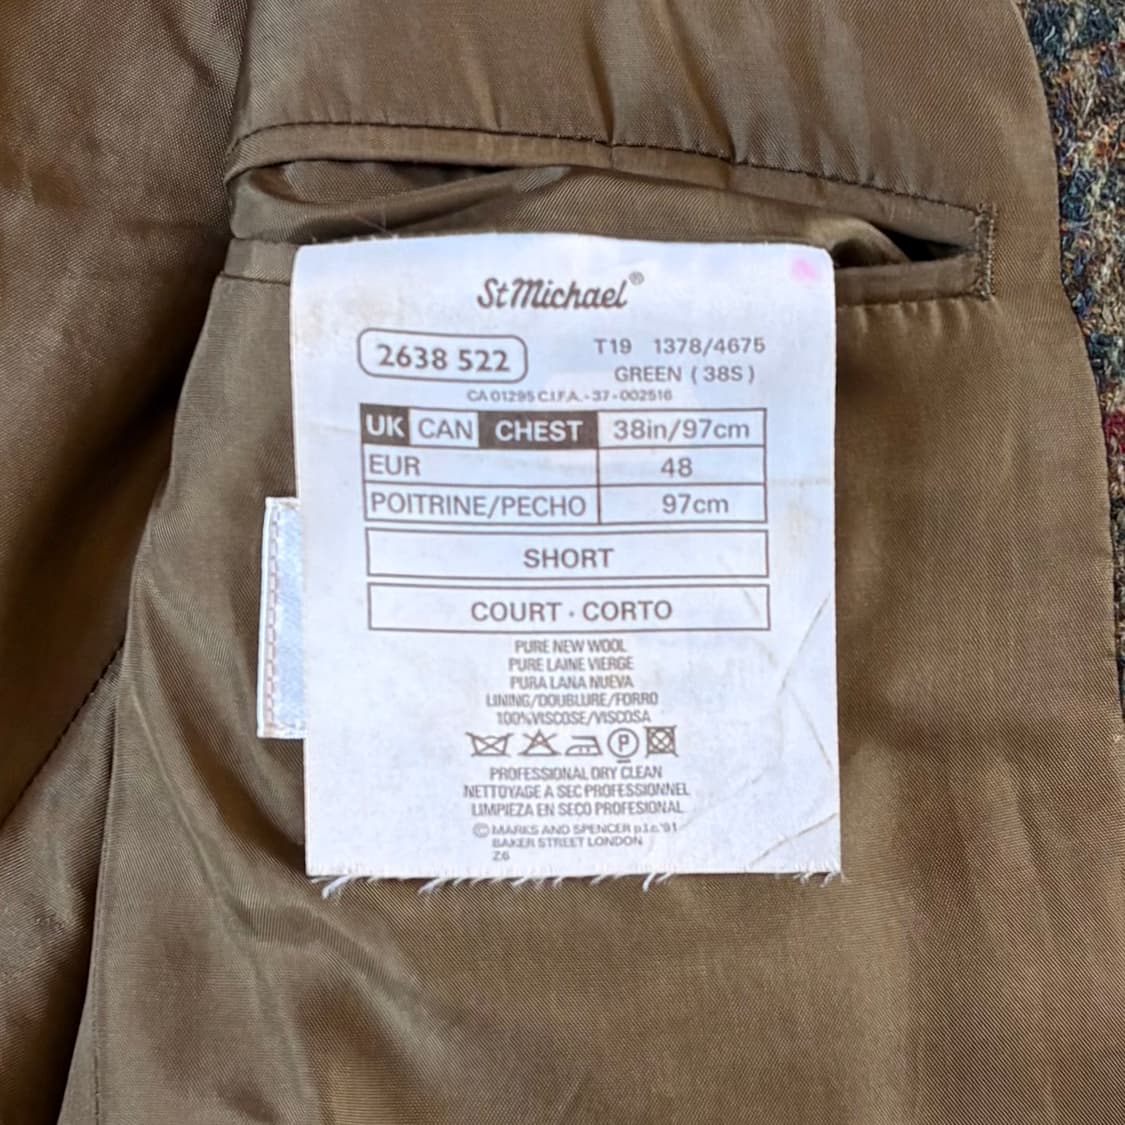 St Michael®
2638 522
T19 1378/4675
GREEN (38S)
CA 01295 C.I.F.A.-37-002516
UK CAN CHEST 38in/97cm
EUR 48
POITRINE/PECHO 97cm
SHORT
COURT · CORTO
PURE NEW WOOL
PURE LAINE VIERGE
PURA LANA NUEVA
LINING/DOUBLURE/FORRO
100%VISCOSE/VISCOSA
P
PROFESSIONAL DRY CLEAN
NETTOYAGE A SEC PROFESSIONNEL
LIMPIEZA EN SECO PROFESIONAL
© MARKS AND SPENCER p.l.c.'91
BAKER STREET LONDON
Z6